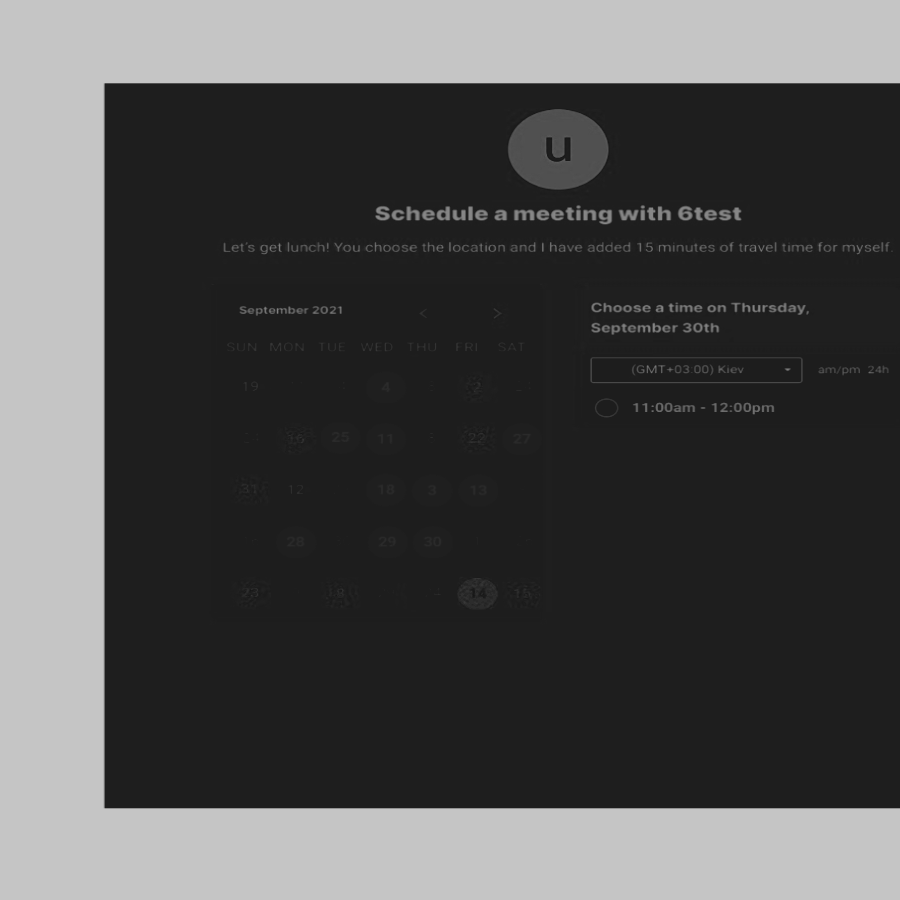 u
Schedule a meeting with 6test
Let's get lunch! You choose the location and I have added 15 minutes of travel time for myself.
September 2021 < >
SUN MON TUE WED THU FRI SAT
19 4 2
16 25 11 22 27
31 12 18 3 13
28 29 30
23 14 15
Choose a time on Thursday,
September 30th
(GMT+03:00) Kiev
am/pm 24h
11:00am - 12:00pm